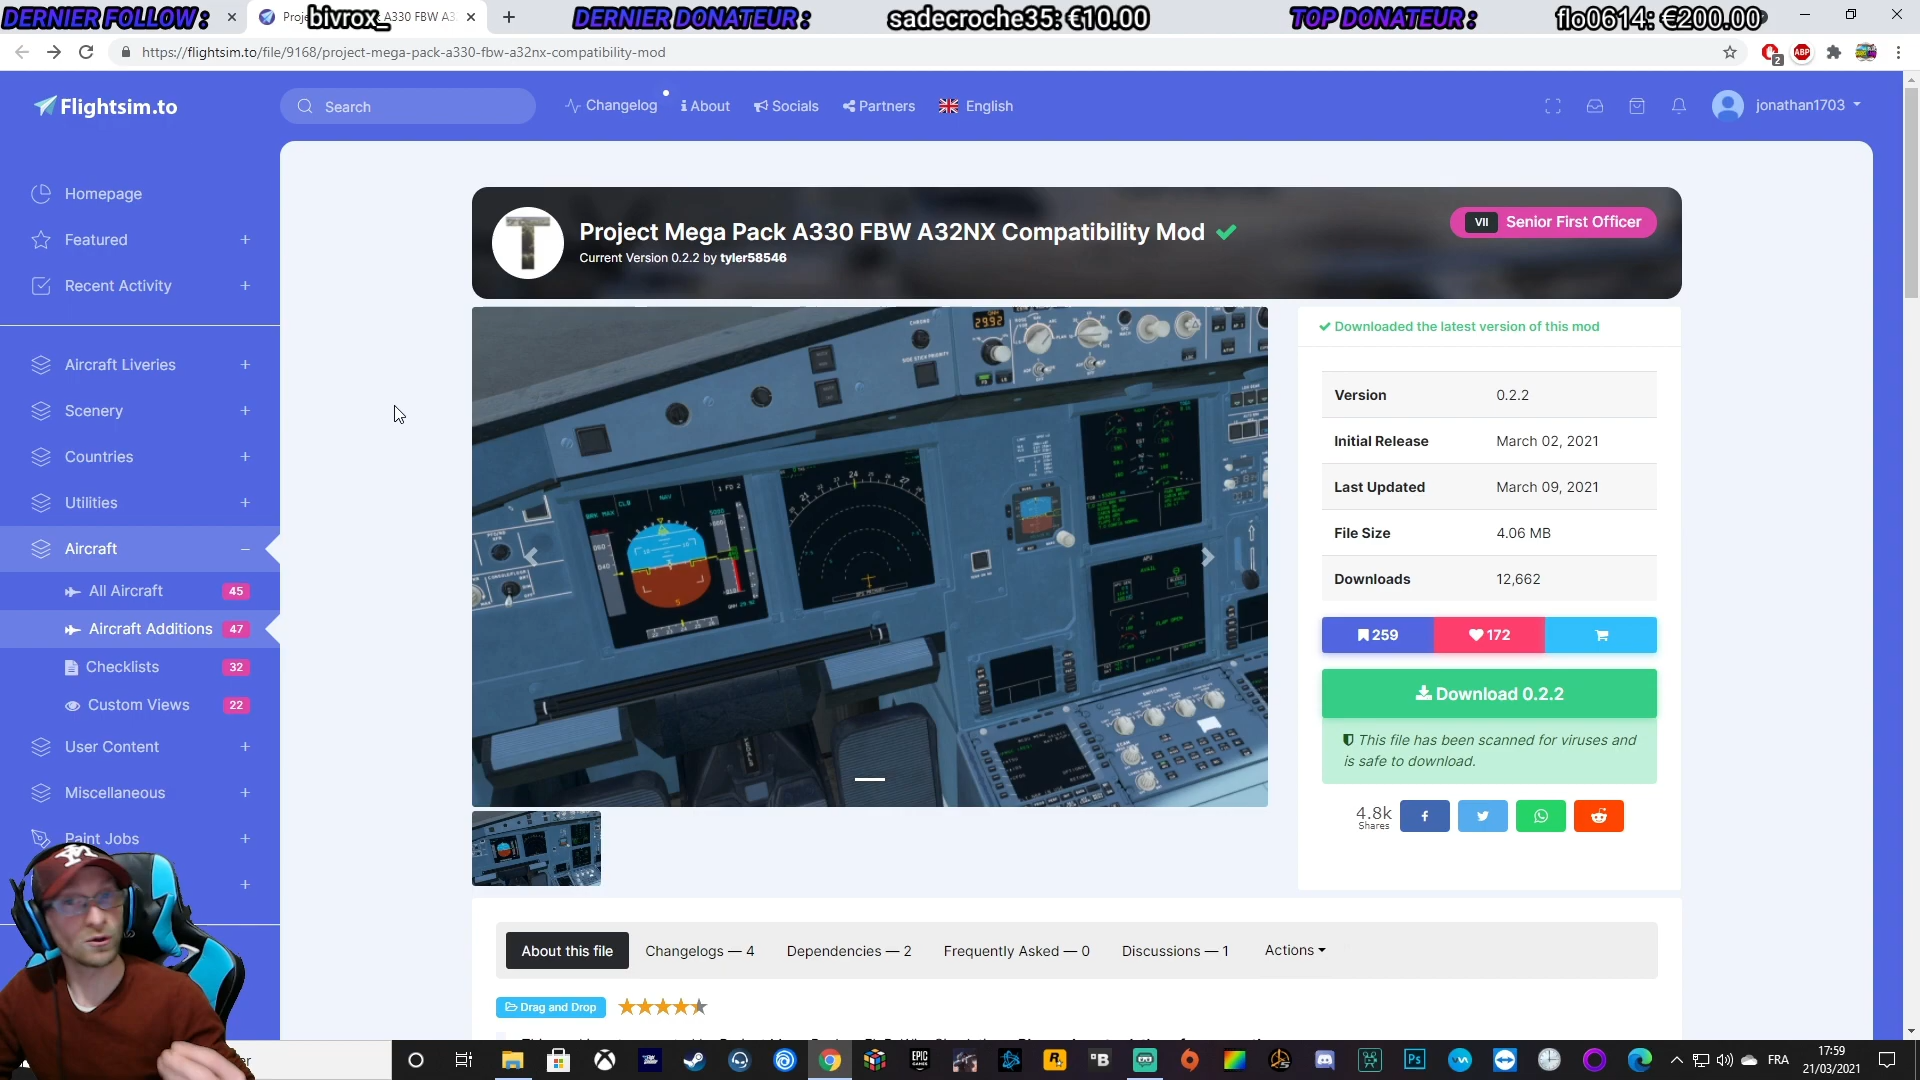 DERNIER FOLLOW :
bivrox_
A330 FBW A3
DERNIER DONATEUR :
sadecroche35: €10.00
TOP DONATEUR :
flo0614: €200.00
https://flightsim.to/file/9168/project-mega-pack-a330-fbw-a32nx-compatibility-mod
2
ABP
Flightsim.to
Search
Changelog
About
Socials
Partners
English
jonathan1703
Homepage
Featured +
Recent Activity +
Aircraft Liveries +
Scenery +
Countries +
Utilities +
Aircraft −
All Aircraft 45
Aircraft Additions 47
Checklists 32
Custom Views 22
User Content +
Miscellaneous +
Paint Jobs +
+
T
Project Mega Pack A330 FBW A32NX Compatibility Mod
Current Version 0.2.2 by tyler58546
VII Senior First Officer
Downloaded the latest version of this mod
Version 0.2.2
Initial Release March 02, 2021
Last Updated March 09, 2021
File Size 4.06 MB
Downloads 12,662
259 172
Download 0.2.2
This file has been scanned for viruses and
is safe to download.
4.8k
Shares
About this file
Changelogs — 4
Dependencies — 2
Frequently Asked — 0
Discussions — 1
Actions
Drag and Drop
FRA
17:59
21/03/2021